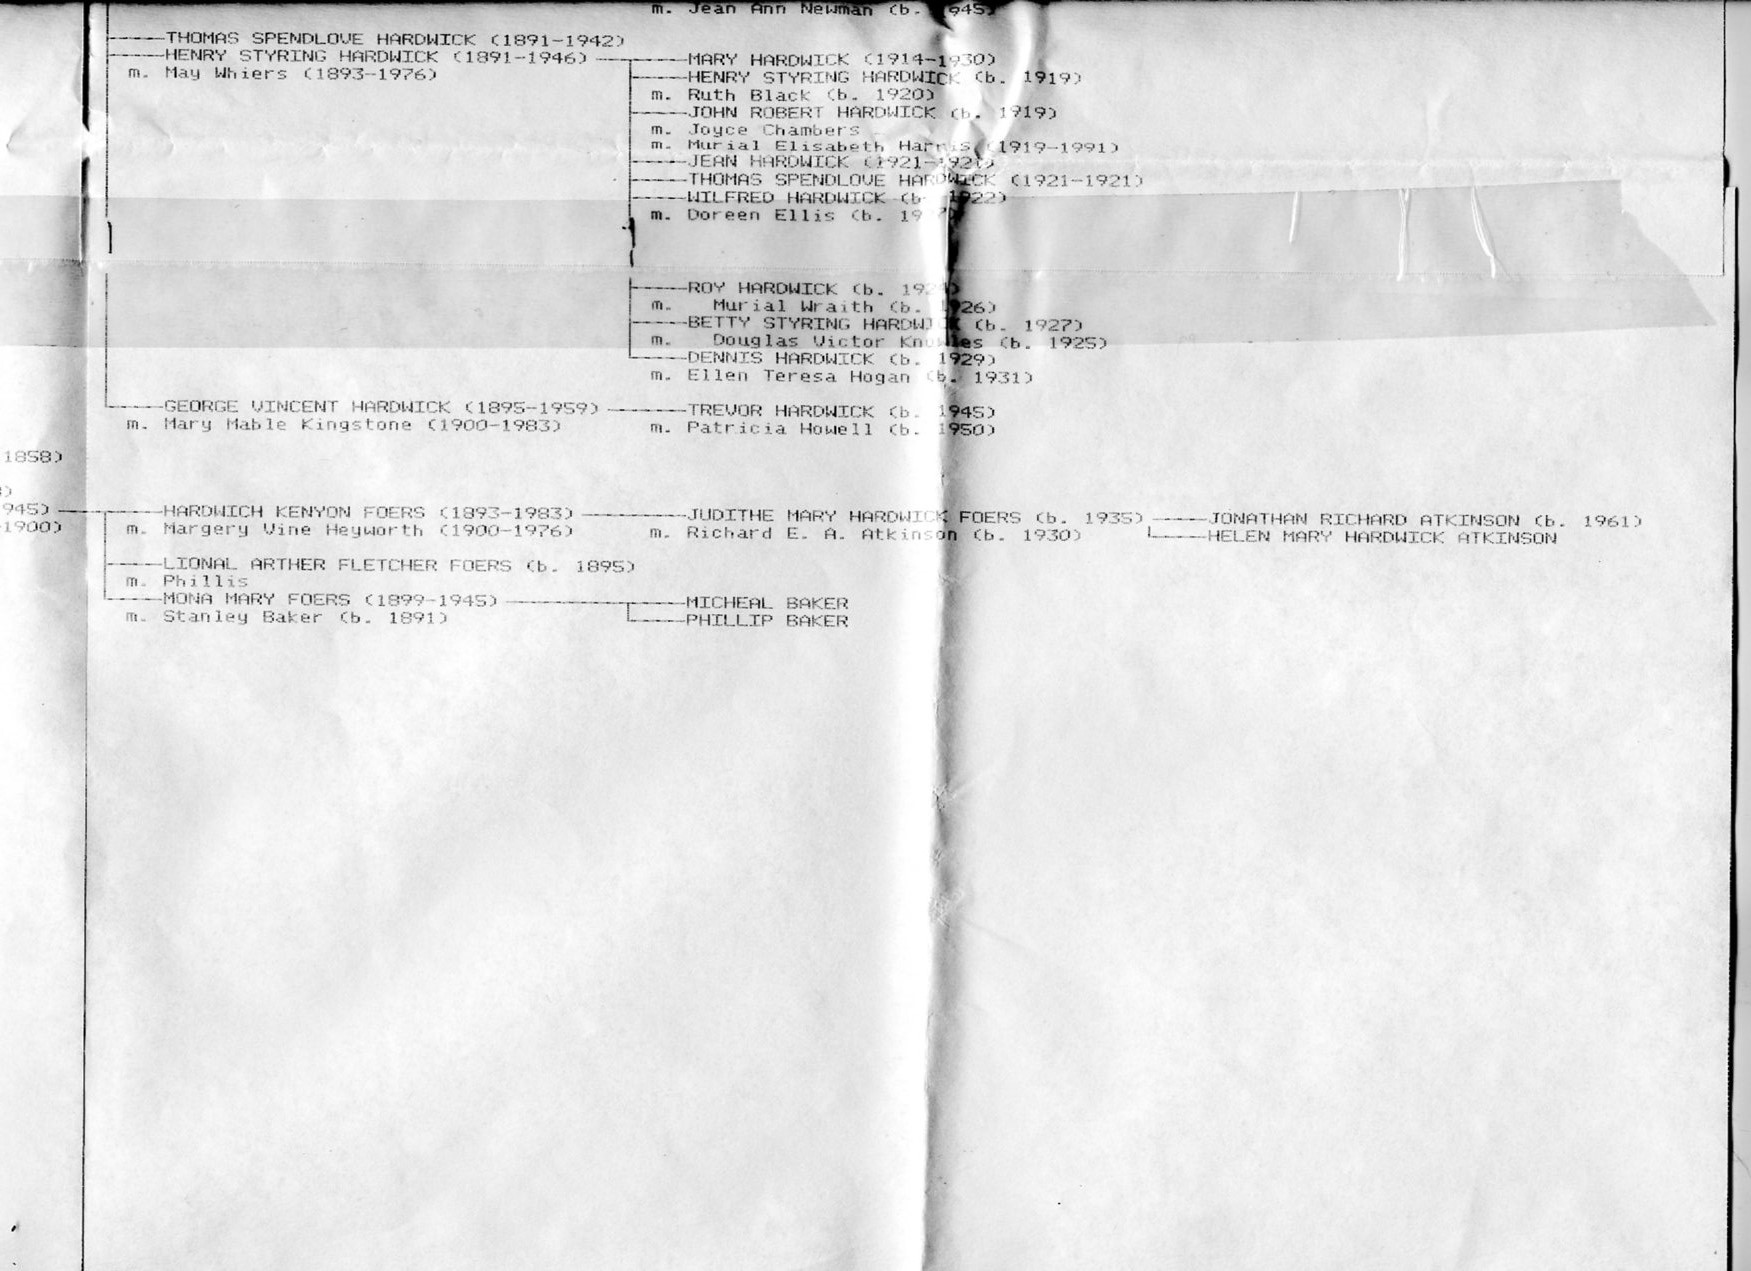 m. Jean Ann Newman (b. 1945)
THOMAS SPENDLOVE HARDWICK (1891-1942)
HENRY STYRING HARDWICK (1891-1946) MARY HARDWICK (1914-1930)
m. May Whiers (1893-1976) HENRY STYRING HARDWICK (b. 1919)
m. Ruth Black (b. 1920)
JOHN ROBERT HARDWICK (b. 1919)
m. Joyce Chambers
m. Murial Elisabeth Harris (1919-1991)
JEAN HARDWICK (1921-1921)
THOMAS SPENDLOVE HARDWICK (1921-1921)
WILFRED HARDWICK (b. 1922)
m. Doreen Ellis (b.
ROY HARDWICK (b.
m. Murial Wraith (b. 1926)
BETTY STYRING HARDWICK (b. 1927)
m. Douglas Victor Knowles (b. 1925)
DENNIS HARDWICK (b. 1929)
m. Ellen Teresa Hogan (b. 1931)
GEORGE VINCENT HARDWICK (1895-1959) TREVOR HARDWICK (b. 1945)
m. Mary Mable Kingstone (1900-1983) m. Patricia Howell (b. 1950)
1858)
)
945) HARDWICH KENYON FOERS (1893-1983) JUDITHE MARY HARDWICK FOERS (b. 1935) JONATHAN RICHARD ATKINSON (b. 1961)
-1900) m. Margery Vine Heyworth (1900-1976) m. Richard E. A. Atkinson (b. 1930) HELEN MARY HARDWICK ATKINSON
LIONAL ARTHER FLETCHER FOERS (b. 1895)
m. Phillis
MONA MARY FOERS (1899-1945) MICHEAL BAKER
m. Stanley Baker (b. 1891) PHILLIP BAKER